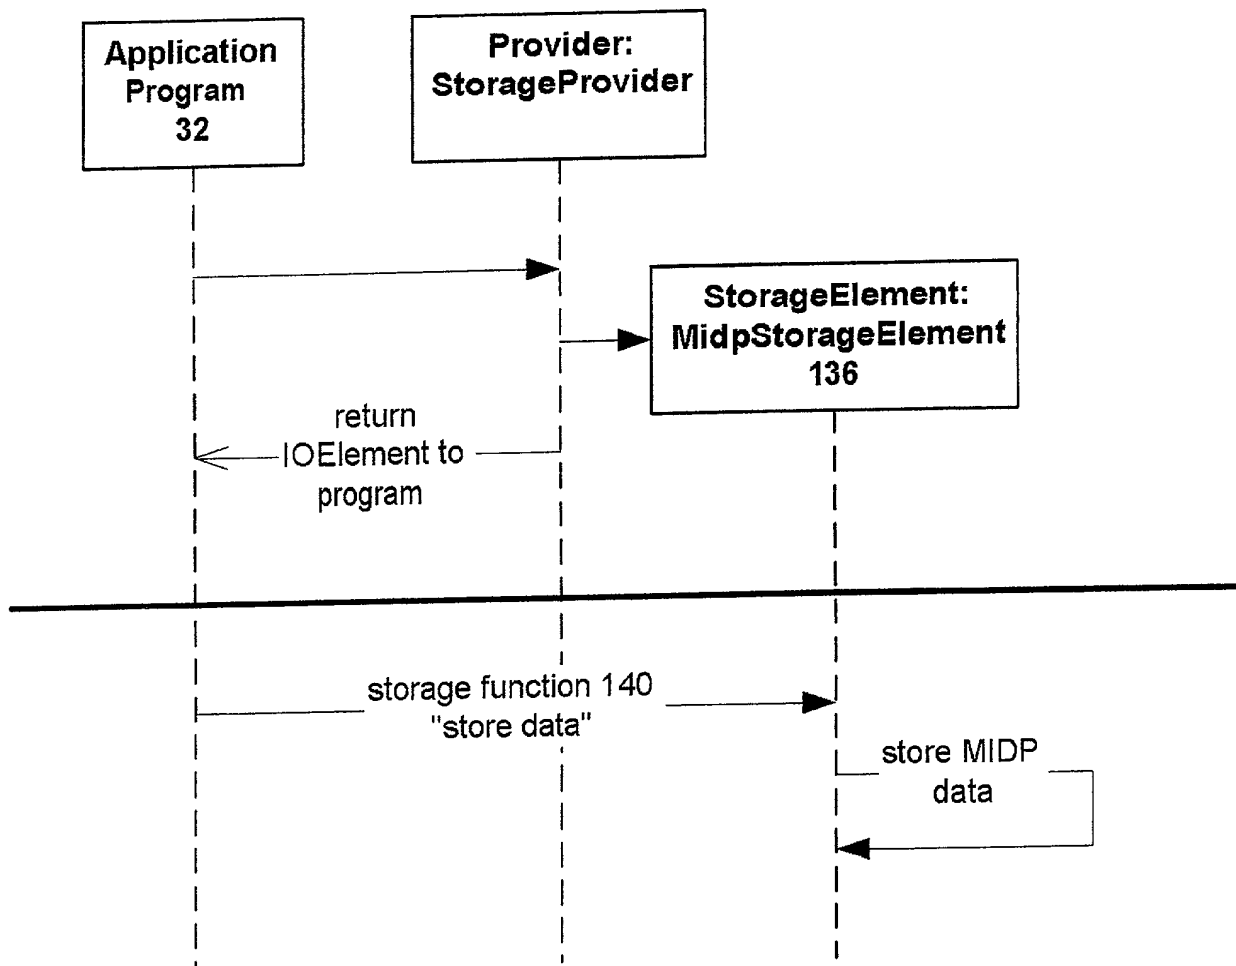 Application
Program
32
Provider:
StorageProvider
StorageElement:
MidpStorageElement
136
return
IOElement to
program
storage function 140
"store data"
store MIDP
data